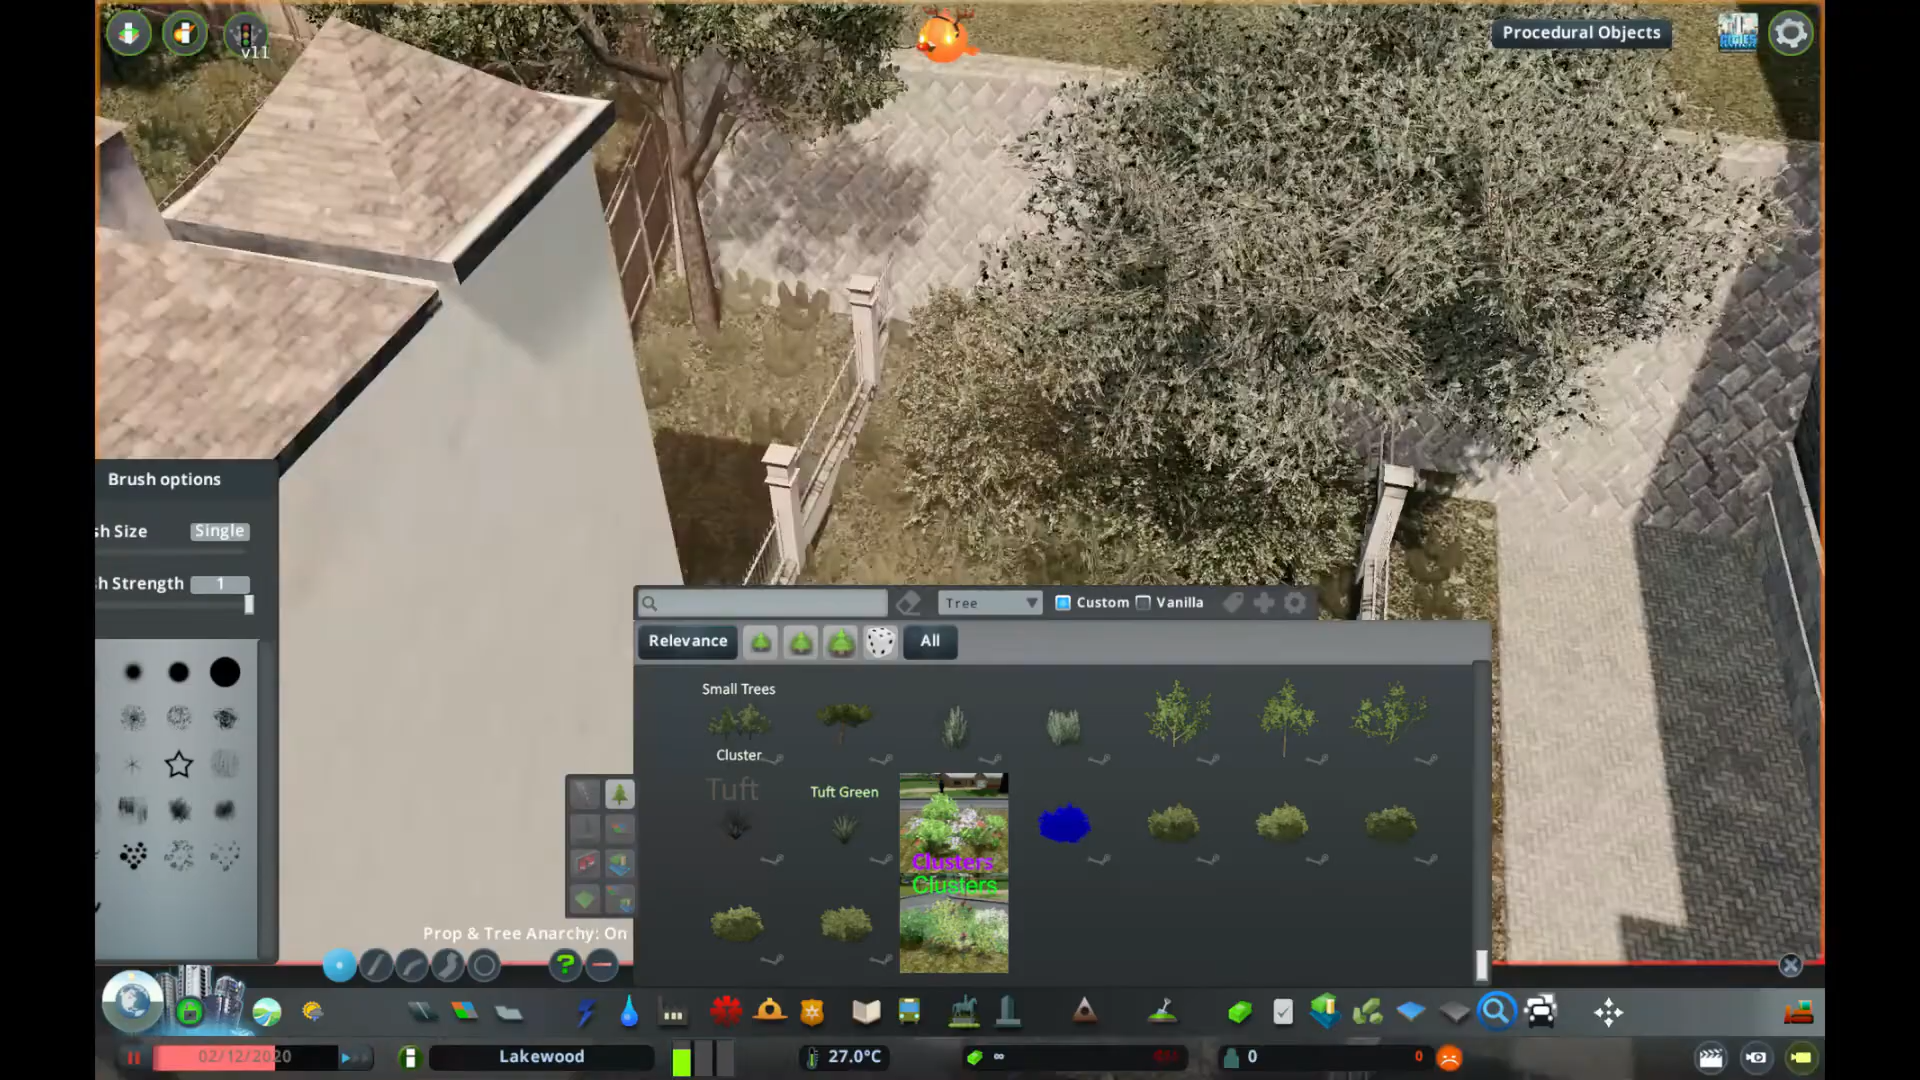 v11
Procedural Objects
Brush options
sh Size
Single
h Strength
1
Tree
Custom
Vanilla
Relevance
All
Small Trees
Cluster
Tuft
Tuft Green
Clusters
Clusters
Prop & Tree Anarchy: On
02/12/2020
Lakewood
27.0°C
∞
0
0